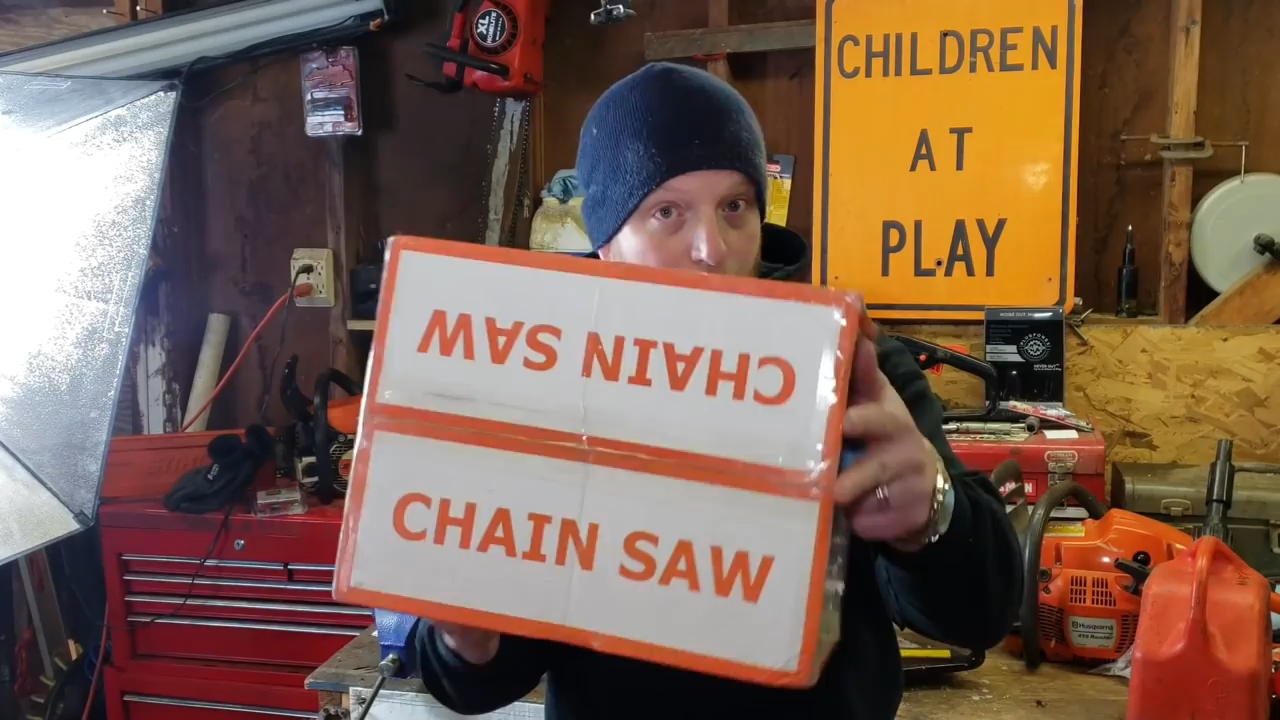 XL
CHILDREN
AT
PLAY
CHAIN SAW
CHAIN SAW
Husqvarna